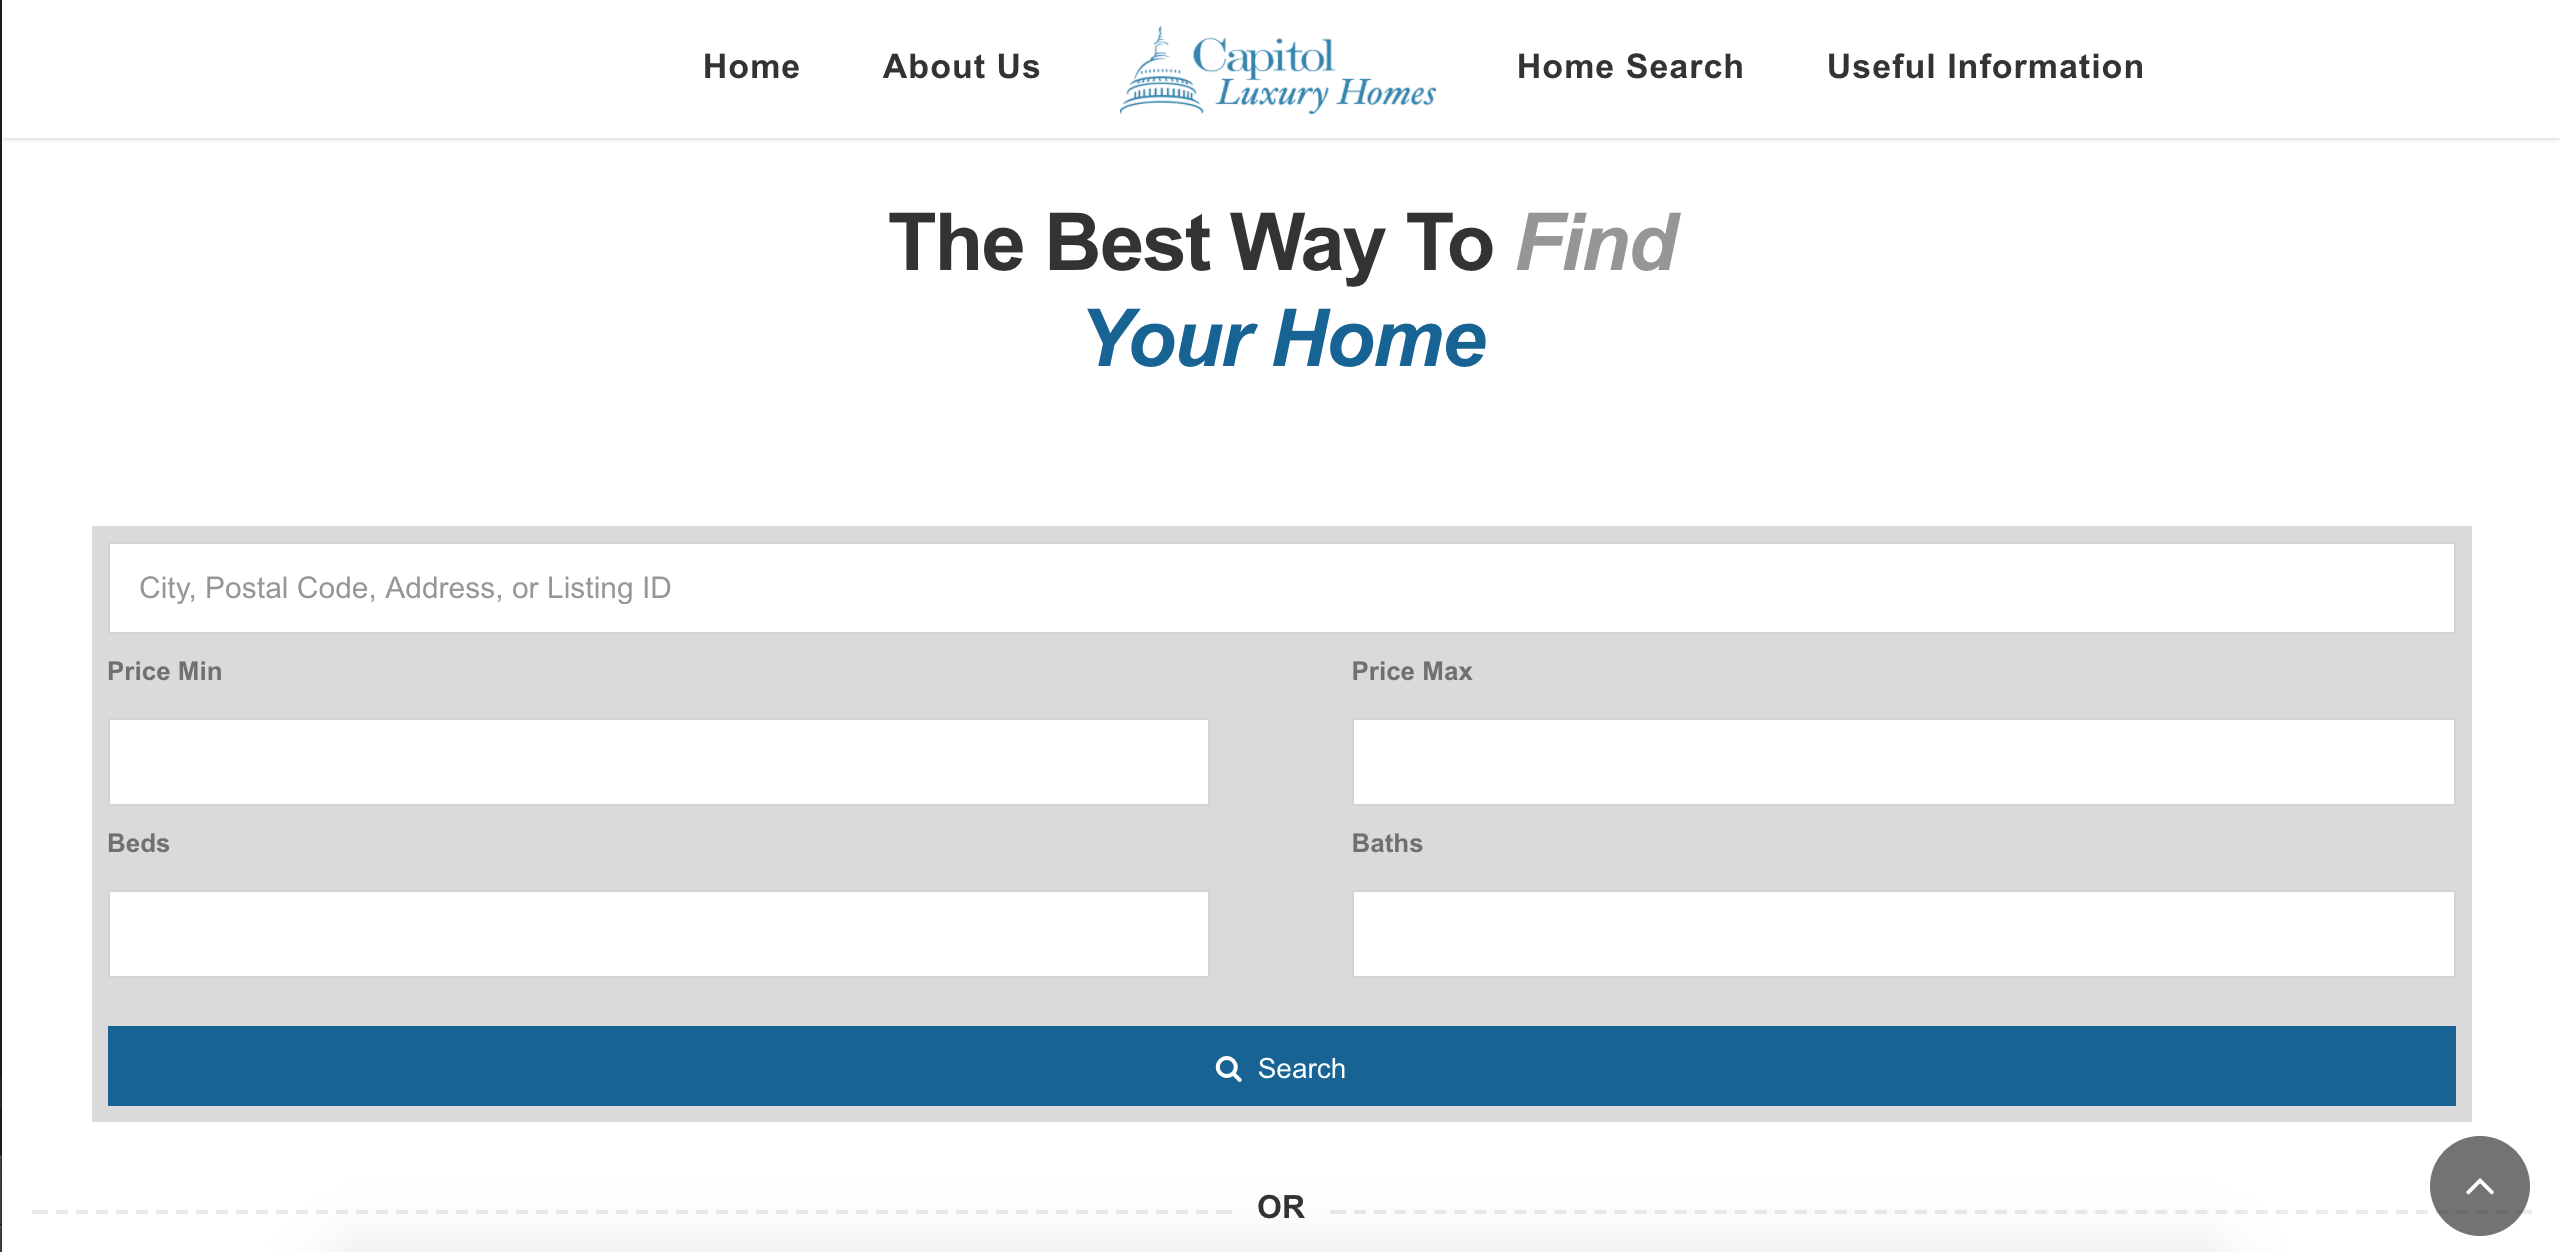 Home About Us Capitol Luxury Homes Home Search Useful Information
The Best Way To Find
Your Home
City, Postal Code, Address, or Listing ID
Price Min Price Max
Beds Baths
Search
OR